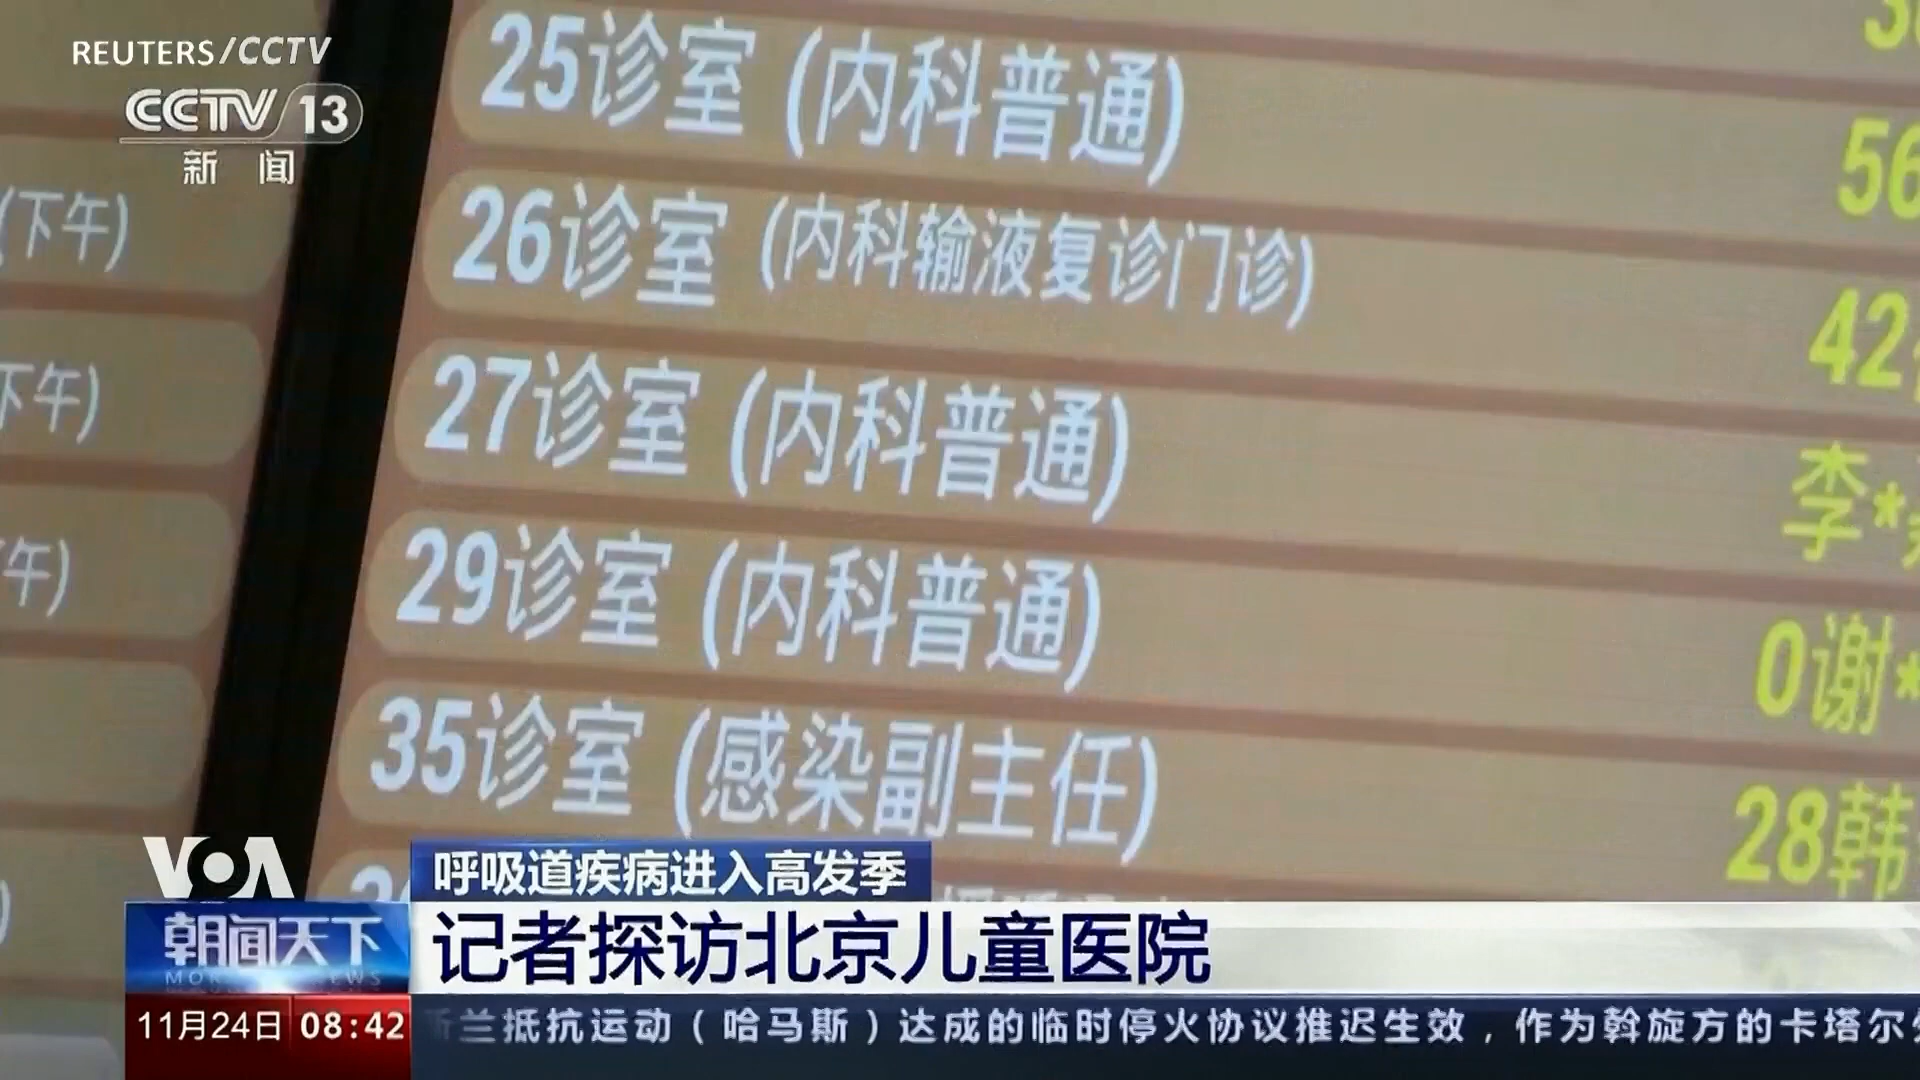 REUTERS/CCTV
CCTV 13
新闻
25诊室 (内科普通)
56
(下午)
26诊室 (内科输液复诊门诊)
42
下午)
27诊室 (内科普通)
李*
午)
29诊室 (内科普通)
0谢*
35诊室 (感染副主任)
28韩
VOA
呼吸道疾病进入高发季
朝闻天下
MORNING NEWS
记者探访北京儿童医院
11月24日 08:42
兰抵抗运动（哈马斯）达成的临时停火协议推迟生效，作为斡旋方的卡塔尔